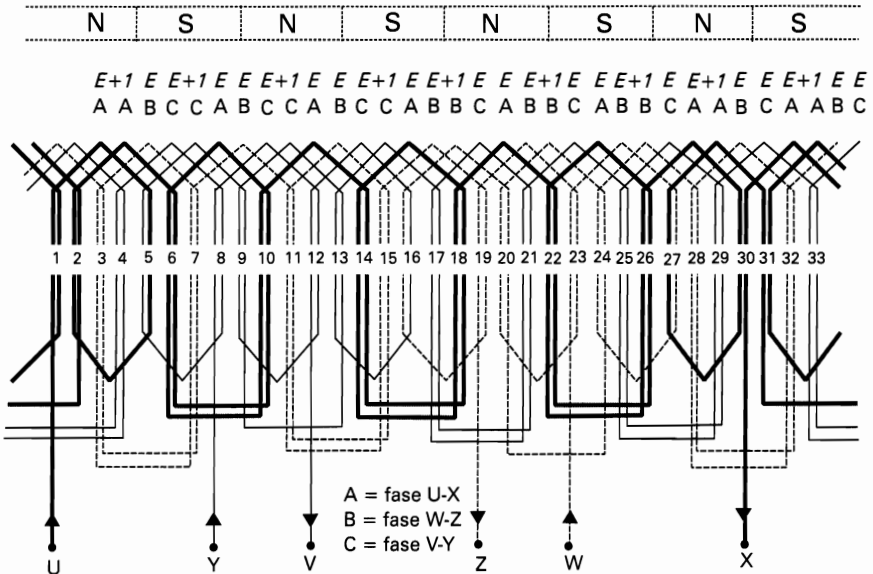 N S N S N S N S
E+1 E E+1 E E E+1 E E E+1 E E E+1 E E E E+1 E E E+1 E E+1 E E E+1 E E
A A B C C A B C C A B C C A B B C A B B C A B B C A A B C A A B C
1 2 3 4 5 6 7 8 9 10 11 12 13 14 15 16 17 18 19 20 21 22 23 24 25 26 27 28 29 30 31 32 33
A = fase U-X
B = fase W-Z
C = fase V-Y
U Y V Z W X